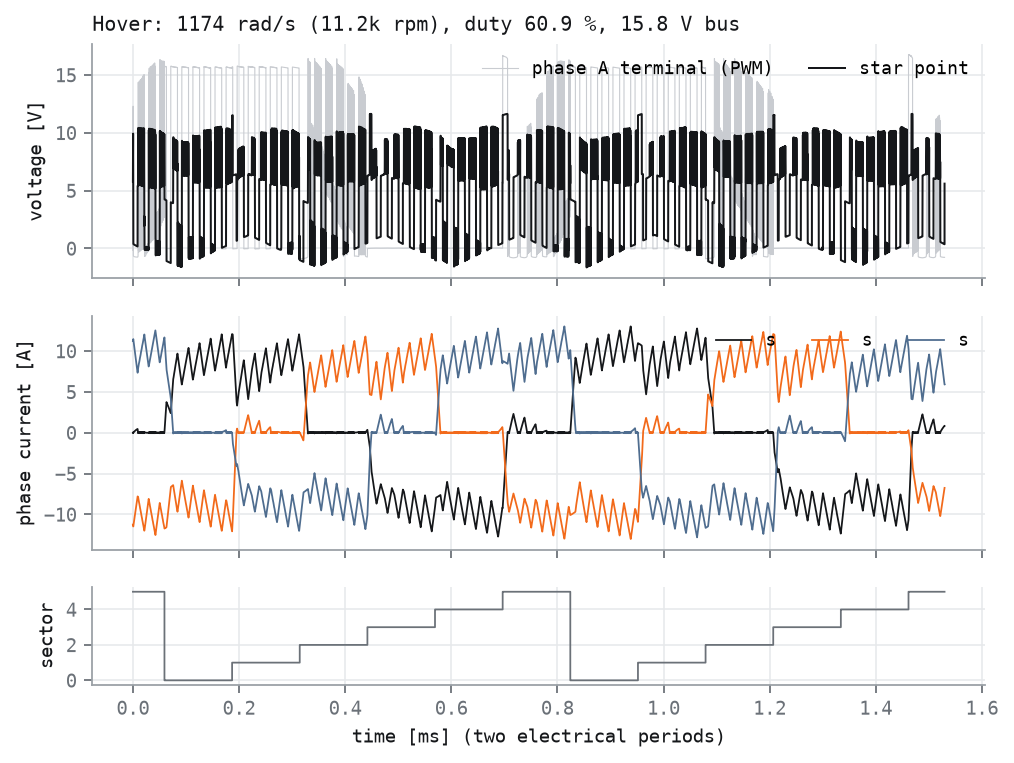 Hover: 1174 rad/s (11.2k rpm), duty 60.9 %, 15.8 V bus
voltage [V]
15
10
5
0
phase A terminal (PWM)
star point
phase current [A]
10
5
0
−5
−10
s
s
s
sector
4
2
0
0.0
0.2
0.4
0.6
0.8
1.0
1.2
1.4
1.6
time [ms] (two electrical periods)